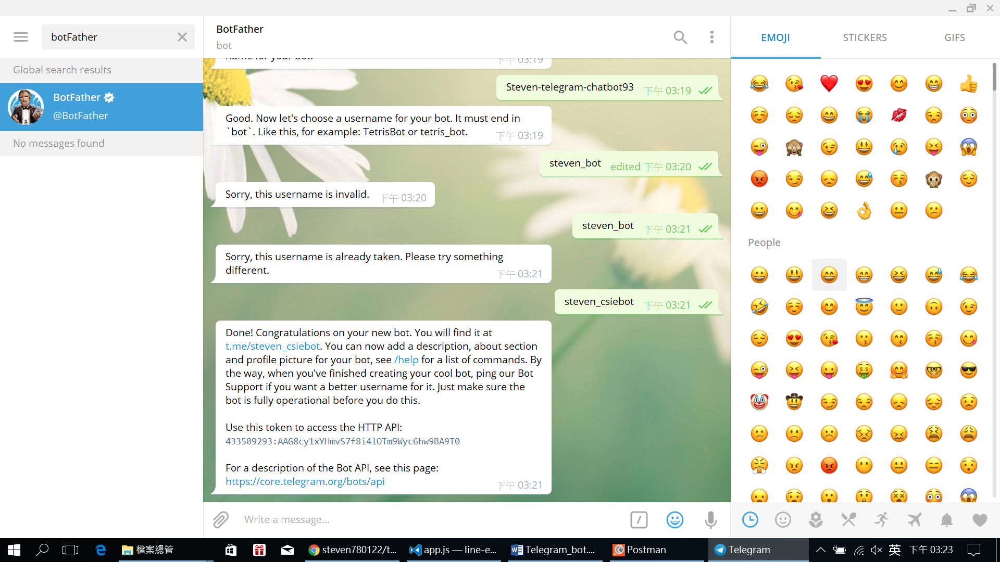 botFather
Global search results
BotFather
@BotFather
No messages found
BotFather
bot
name for your bot.
下午 03:19
Steven-telegram-chatbot93 下午 03:19
Good. Now let's choose a username for your bot. It must end in
`bot`. Like this, for example: TetrisBot or tetris_bot. 下午 03:19
steven_bot edited 下午 03:20
Sorry, this username is invalid. 下午 03:20
steven_bot 下午 03:21
Sorry, this username is already taken. Please try something
different. 下午 03:21
steven_csiebot 下午 03:21
Done! Congratulations on your new bot. You will find it at
t.me/steven_csiebot. You can now add a description, about section
and profile picture for your bot, see /help for a list of commands. By
the way, when you've finished creating your cool bot, ping our Bot
Support if you want a better username for it. Just make sure the
bot is fully operational before you do this.
Use this token to access the HTTP API:
433509293:AAG8cy1xYHmvS7f8i4lOTm9Wyc6hw9BA9T0
For a description of the Bot API, see this page:
https://core.telegram.org/bots/api 下午 03:21
Write a message...
EMOJI STICKERS GIFS
People
檔案總管
steven780122/t...
app.js — line-e...
Telegram_bot....
Postman
Telegram
英
下午 03:23